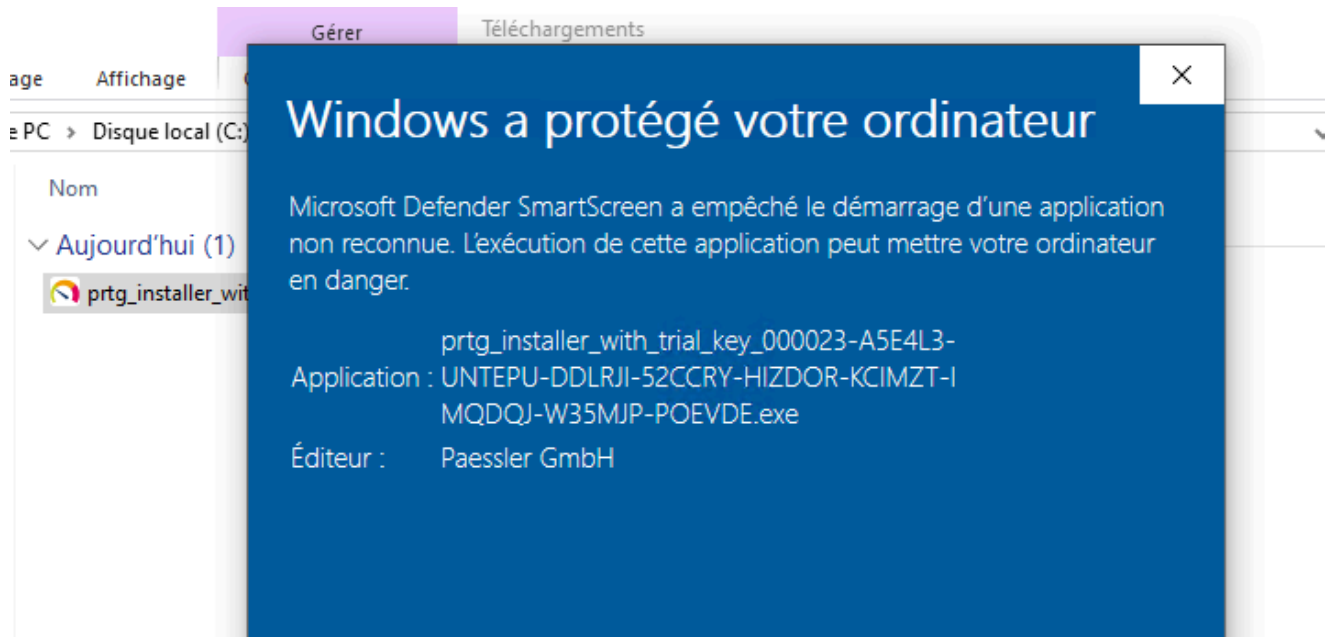 Gérer
Téléchargements
age
Affichage
e PC > Disque local (C:)
Nom
Aujourd'hui (1)
prtg_installer_wit
Windows a protégé votre ordinateur
Microsoft Defender SmartScreen a empêché le démarrage d'une application
non reconnue. L'exécution de cette application peut mettre votre ordinateur
en danger.
prtg_installer_with_trial_key_000023-A5E4L3-
Application : UNTEPU-DDLRJI-52CCRY-HIZDOR-KCIMZT-I
MQDQJ-W35MJP-POEVDE.exe
Éditeur : Paessler GmbH